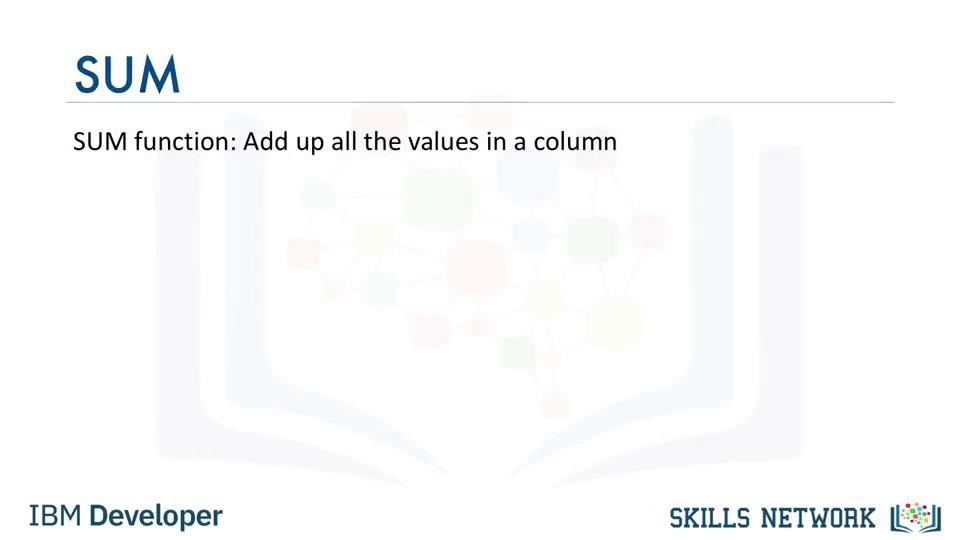 SUM
SUM function: Add up all the values in a column
IBM Developer
SKILLS NETWORK